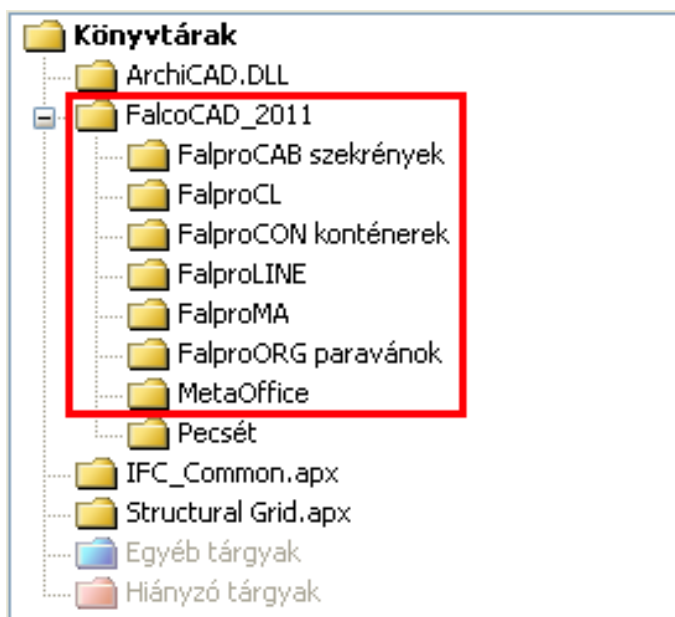 Könyvtárak
ArchiCAD.DLL
FalcoCAD_2011
FalproCAB szekrények
FalproCL
FalproCON konténerek
FalproLINE
FalproMA
FalproORG paravánok
MetaOffice
Pecsét
IFC_Common.apx
Structural Grid.apx
Egyéb tárgyak
Hiányzó tárgyak